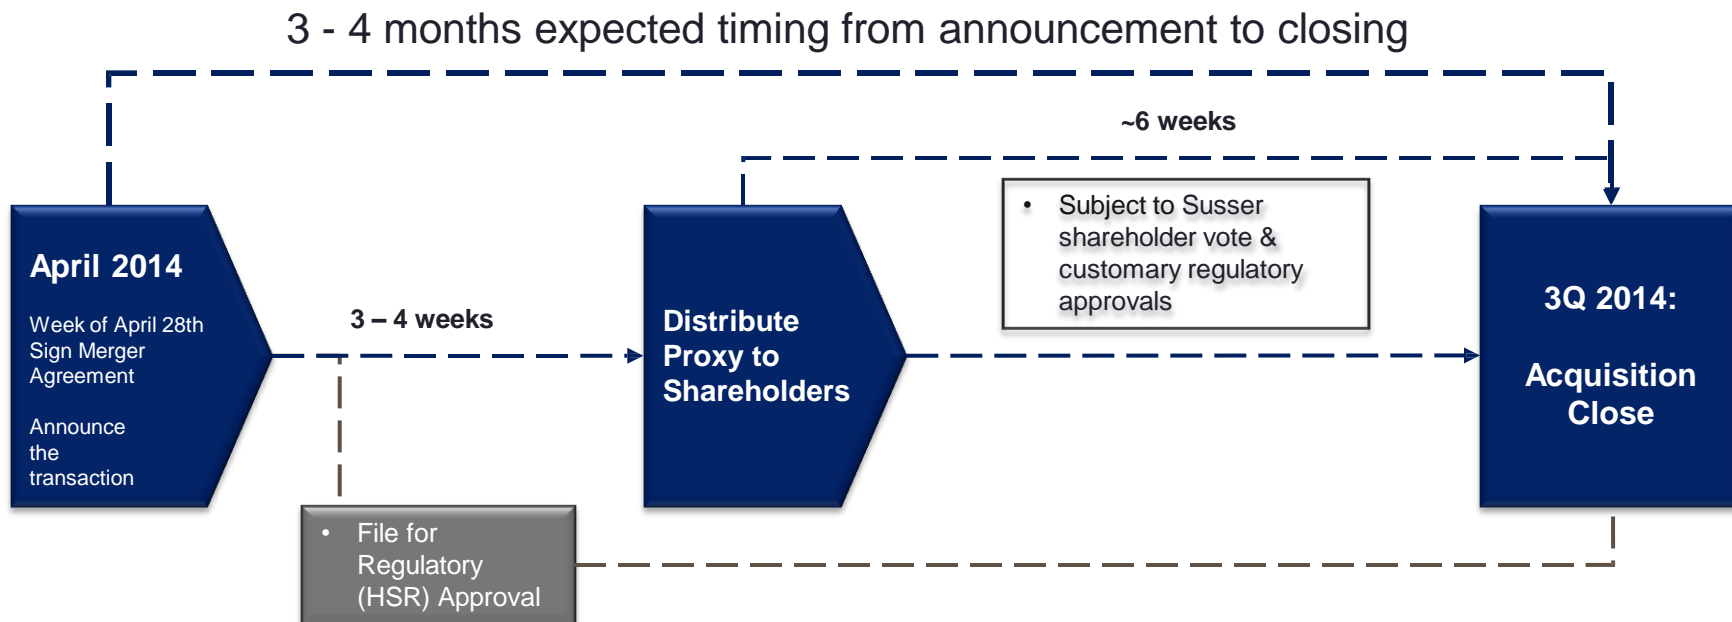 3 - 4 months expected timing from announcement to closing
~6 weeks
April 2014
Week of April 28th
Sign Merger
Agreement
Announce
the
transaction
3 – 4 weeks
• File for
Regulatory
(HSR) Approval
Distribute
Proxy to
Shareholders
• Subject to Susser
shareholder vote &
customary regulatory
approvals
3Q 2014:
Acquisition
Close